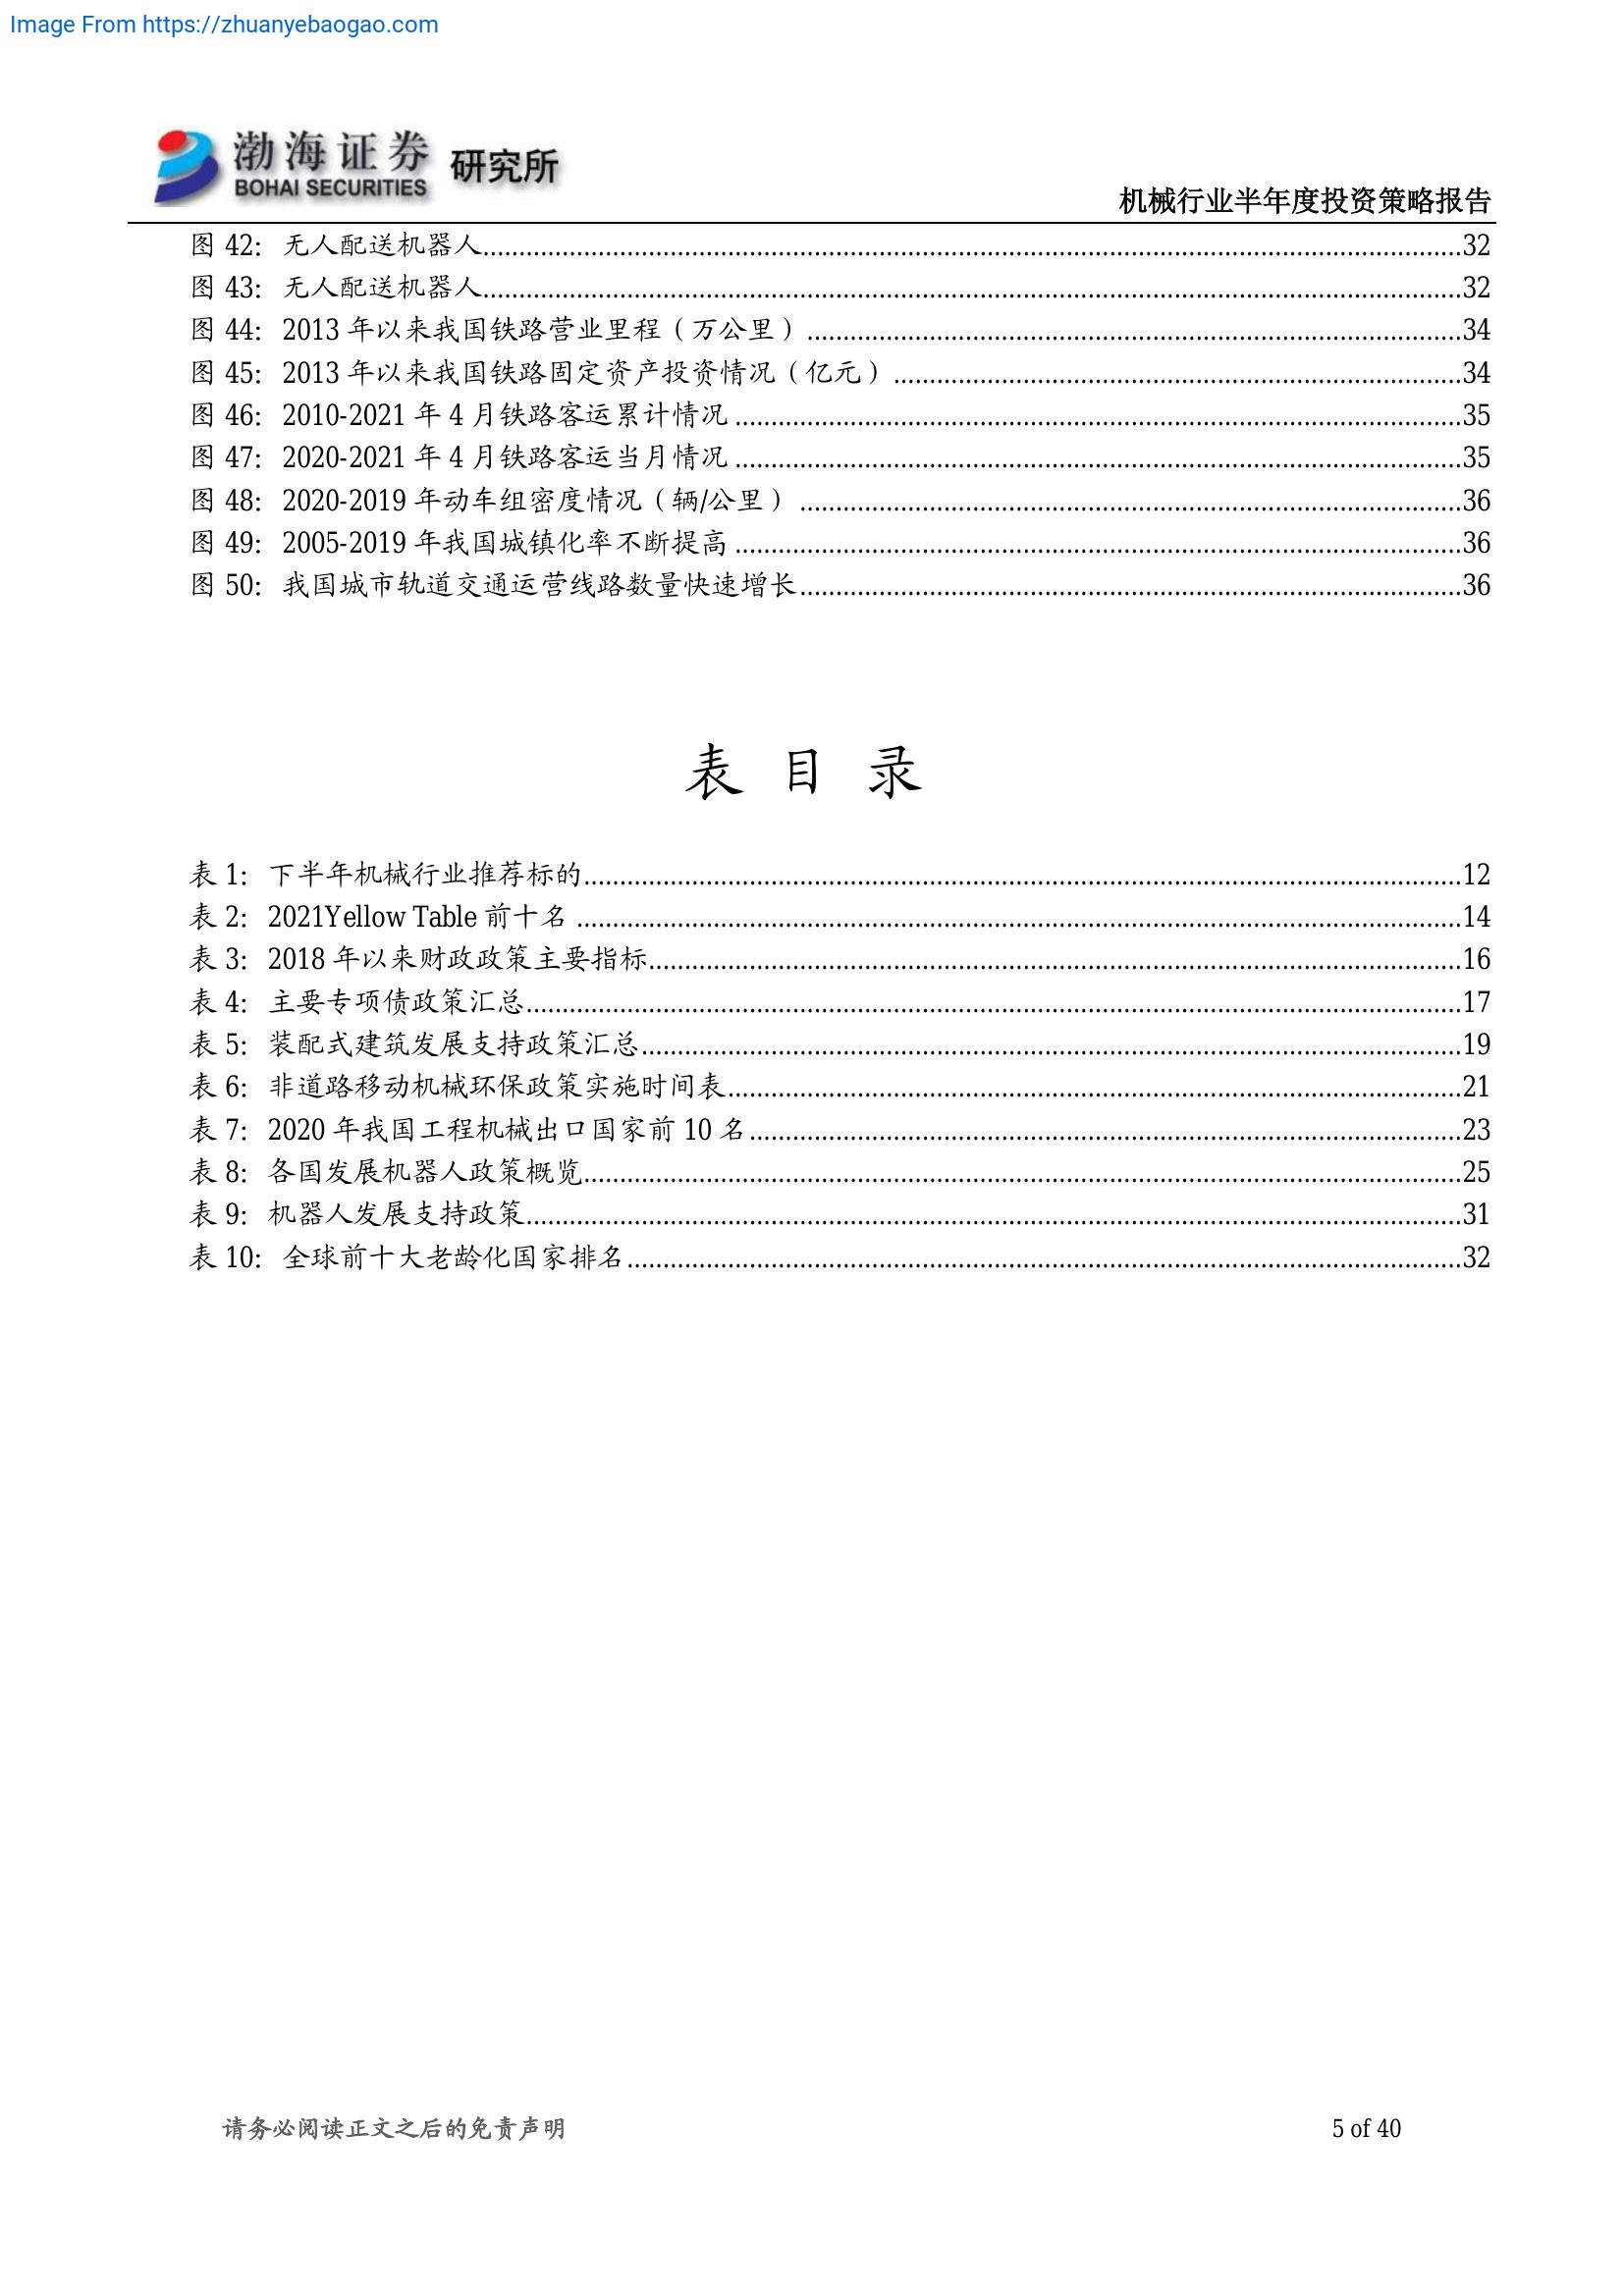 Image From https://zhuanyebaogao.com
渤海证券 研究所
BOHAI SECURITIES
机械行业半年度投资策略报告
图 42: 无人配送机器人........................................32
图 43: 无人配送机器人........................................32
图 44: 2013 年以来我国铁路营业里程（万公里）........................................34
图 45: 2013 年以来我国铁路固定资产投资情况（亿元）........................................34
图 46: 2010-2021 年 4 月铁路客运累计情况........................................35
图 47: 2020-2021 年 4 月铁路客运当月情况........................................35
图 48: 2020-2019 年动车组密度情况（辆/公里）........................................36
图 49: 2005-2019 年我国城镇化率不断提高........................................36
图 50: 我国城市轨道交通运营线路数量快速增长........................................36
表 目 录
表 1: 下半年机械行业推荐标的........................................12
表 2: 2021Yellow Table 前十名........................................14
表 3: 2018 年以来财政政策主要指标........................................16
表 4: 主要专项债政策汇总........................................17
表 5: 装配式建筑发展支持政策汇总........................................19
表 6: 非道路移动机械环保政策实施时间表........................................21
表 7: 2020 年我国工程机械出口国家前 10 名........................................23
表 8: 各国发展机器人政策概览........................................25
表 9: 机器人发展支持政策........................................31
表 10: 全球前十大老龄化国家排名........................................32
请务必阅读正文之后的免责声明
5 of 40